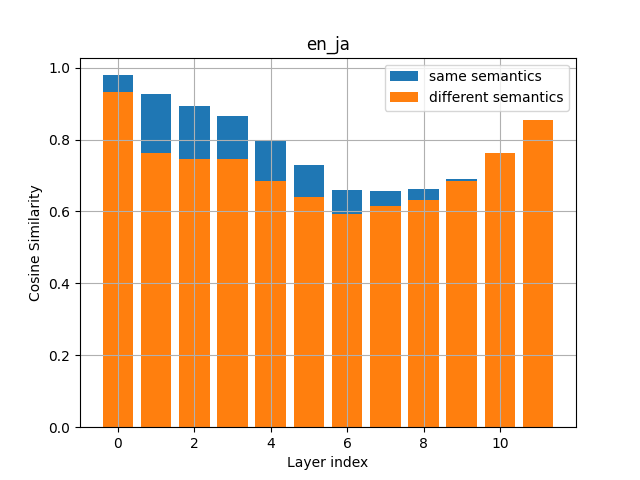 en_ja
same semantics
different semantics
Cosine Similarity
1.0
0.8
0.6
0.4
0.2
0.0
0 2 4 6 8 10
Layer index